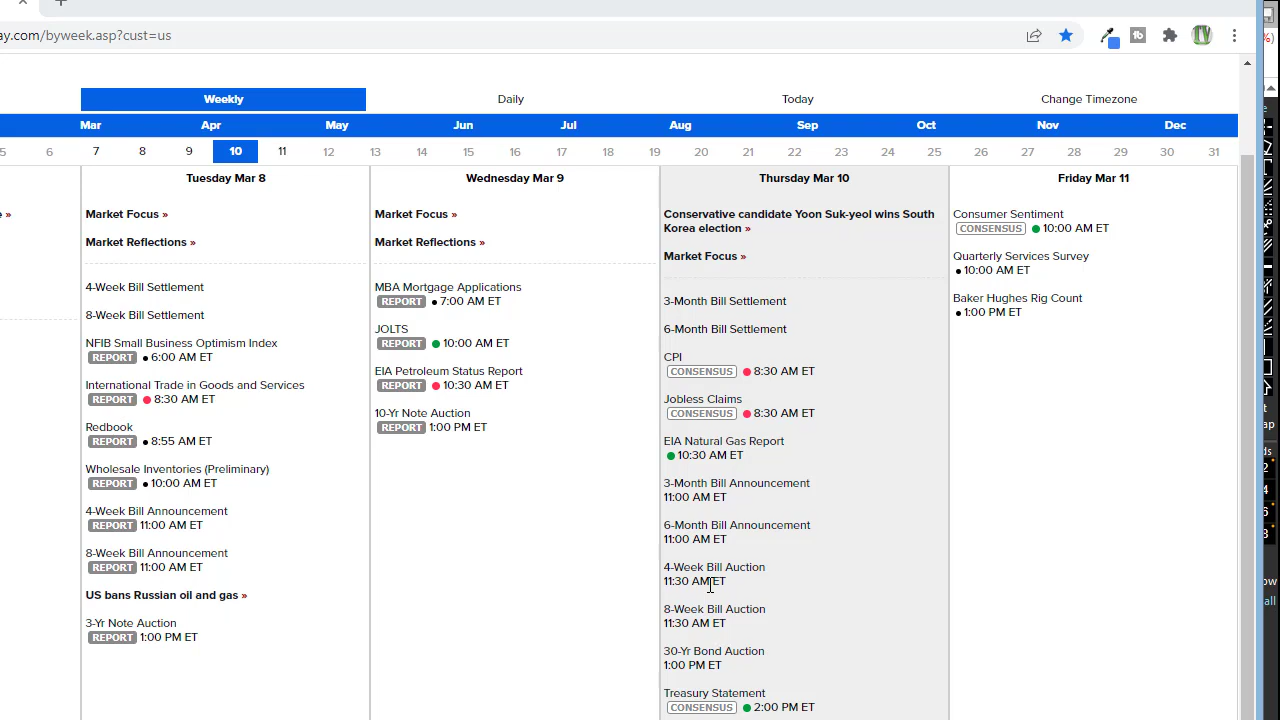 ay.com/byweek.asp?cust=us
Weekly Daily Today Change Timezone
Mar Apr May Jun Jul Aug Sep Oct Nov Dec
5 6 7 8 9 10 11 12 13 14 15 16 17 18 19 20 21 22 23 24 25 26 27 28 29 30 31
Tuesday Mar 8
Market Focus »
Market Reflections »
4-Week Bill Settlement
8-Week Bill Settlement
NFIB Small Business Optimism Index
REPORT 6:00 AM ET
International Trade in Goods and Services
REPORT 8:30 AM ET
Redbook
REPORT 8:55 AM ET
Wholesale Inventories (Preliminary)
REPORT 10:00 AM ET
4-Week Bill Announcement
REPORT 11:00 AM ET
8-Week Bill Announcement
REPORT 11:00 AM ET
US bans Russian oil and gas »
3-Yr Note Auction
REPORT 1:00 PM ET
Wednesday Mar 9
Market Focus »
Market Reflections »
MBA Mortgage Applications
REPORT 7:00 AM ET
JOLTS
REPORT 10:00 AM ET
EIA Petroleum Status Report
REPORT 10:30 AM ET
10-Yr Note Auction
REPORT 1:00 PM ET
Thursday Mar 10
Conservative candidate Yoon Suk-yeol wins South
Korea election »
Market Focus »
3-Month Bill Settlement
6-Month Bill Settlement
CPI
CONSENSUS 8:30 AM ET
Jobless Claims
CONSENSUS 8:30 AM ET
EIA Natural Gas Report
10:30 AM ET
3-Month Bill Announcement
11:00 AM ET
6-Month Bill Announcement
11:00 AM ET
4-Week Bill Auction
11:30 AM ET
8-Week Bill Auction
11:30 AM ET
30-Yr Bond Auction
1:00 PM ET
Treasury Statement
CONSENSUS 2:00 PM ET
Friday Mar 11
Consumer Sentiment
CONSENSUS 10:00 AM ET
Quarterly Services Survey
10:00 AM ET
Baker Hughes Rig Count
1:00 PM ET